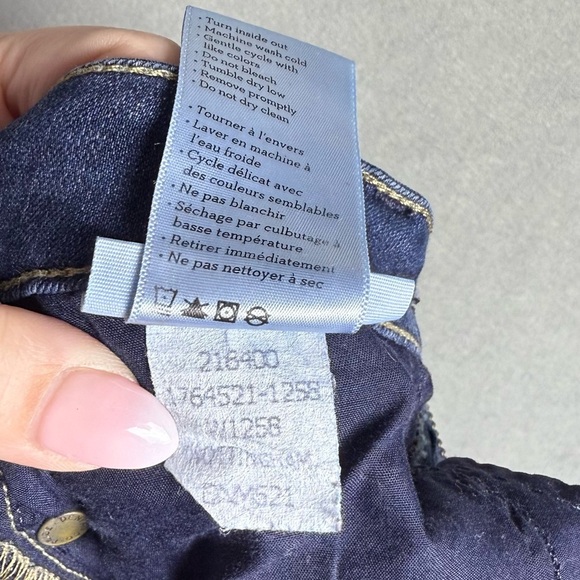 • Turn inside out
• Machine wash cold
• Gentle cycle with
like colors
• Do not bleach
• Tumble dry low
• Remove promptly
• Do not dry clean
• Tourner à l'envers
• Laver en machine à
l'eau froide
• Cycle délicat avec
des couleurs semblables
• Ne pas blanchir
• Séchage par culbutage à
basse température
• Retirer immédiatement
• Ne pas nettoyer à sec
216400
1258